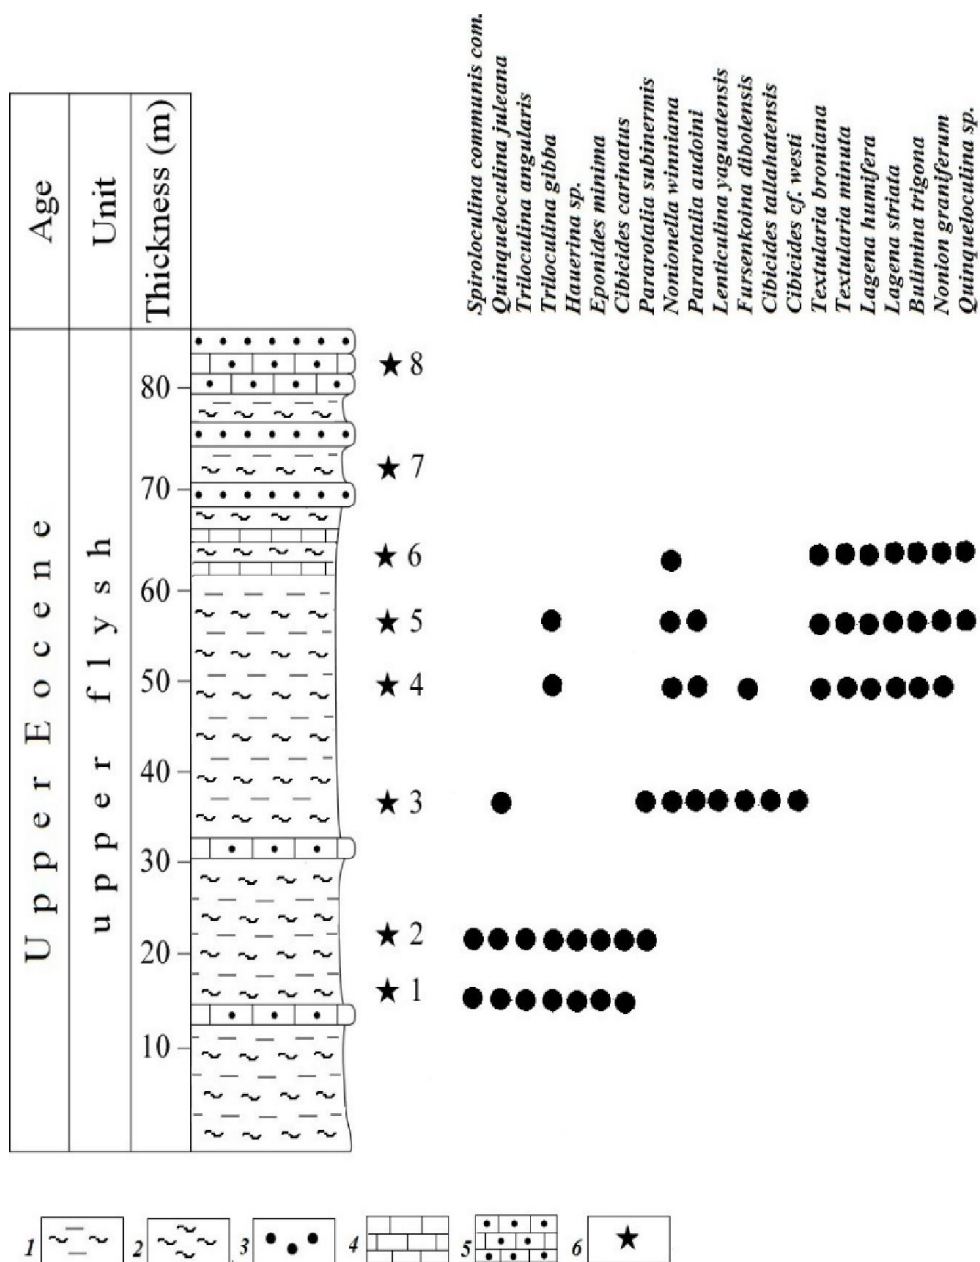 Age
Unit
Thickness (m)
Spiroloculina communis com.
Quinqueloculina juleana
Triloculina angularis
Triloculina gibba
Hauerina sp.
Eponides minima
Cibicides carinatus
Pararotalia subinermis
Nonionella winniana
Pararotalia audoini
Lenticulina yaguatensis
Fursenkoina dibolensis
Cibicides tallahatensis
Cibicides cf. westi
Textularia broniana
Textularia minuta
Lagena humifera
Lagena striata
Bulimina trigona
Nonion graniferum
Quinqueloculina sp.
Upper Eocene
upper flysh
80
70
60
50
40
30
20
10
8
7
6
5
4
3
2
1
1 2 3 4 5 6